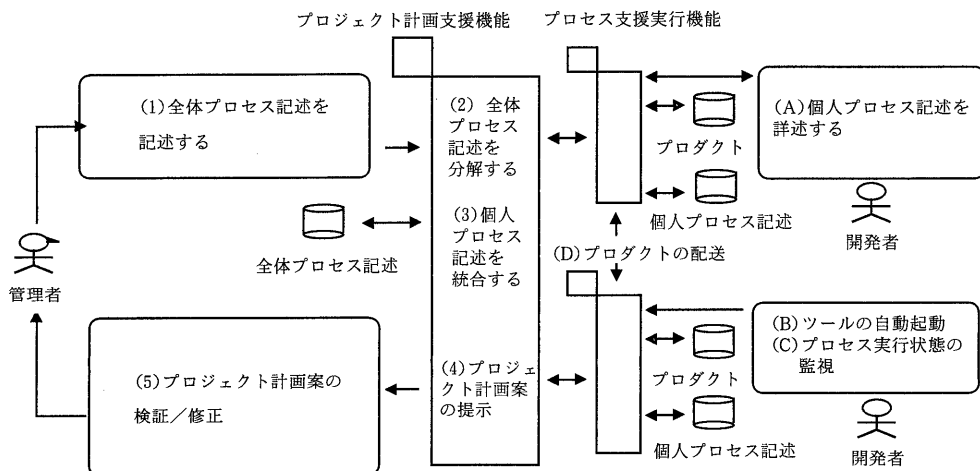 プロジェクト計画支援機能
プロセス支援実行機能
(1)全体プロセス記述を
記述する
(2) 全体
プロセス
記述を
分解する
(3)個人
プロセス
記述を
統合する
全体プロセス記述
管理者
(4)プロジェ
クト計画案
の提示
(5)プロジェクト計画案の
検証/修正
プロダクト
個人プロセス記述
(A)個人プロセス記述を
詳述する
開発者
(D)プロダクトの配送
プロダクト
個人プロセス記述
(B)ツールの自動起動
(C)プロセス実行状態の
監視
開発者